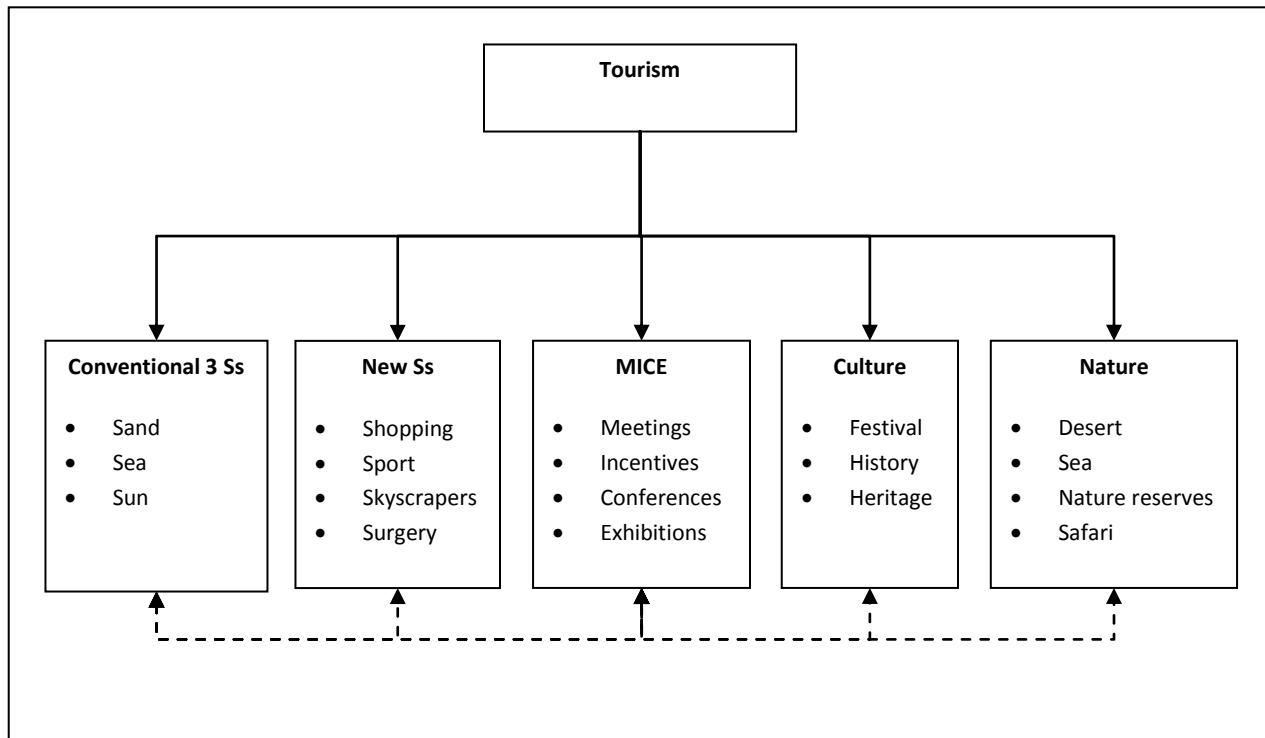 Tourism
Conventional 3 Ss
• Sand
• Sea
• Sun
New Ss
• Shopping
• Sport
• Skyscrapers
• Surgery
MICE
• Meetings
• Incentives
• Conferences
• Exhibitions
Culture
• Festival
• History
• Heritage
Nature
• Desert
• Sea
• Nature reserves
• Safari